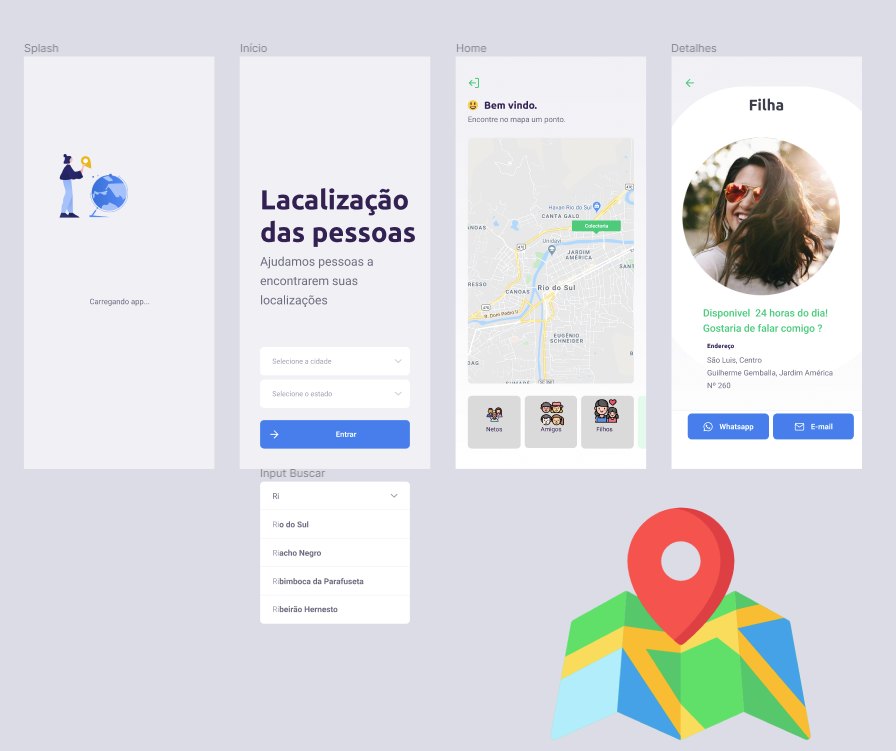 Splash
Início
Home
Detalhes
Carregando app...
Lacalização
das pessoas
Ajudamos pessoas a
encontrarem suas
localizações
Selecione a cidade
Selecione o estado
Entrar
Input Buscar
Ri
Rio do Sul
Riacho Negro
Ribimboca da Parafuseta
Ribeirão Hernesto
Bem vindo.
Encontre no mapa um ponto.
Havan Rio do Sul
CANTA GALO
Colectoria
Unidavi
JARDIM
AMÉRICA
SANT
RESSO
CANOAS
Rio do Sul
R. Dom Pedro II
EUGÊNIO
SCHNEIDER
Netos
Amigos
Filhos
Filha
Disponivel 24 horas do dia!
Gostaria de falar comigo ?
Endereço
São Luis, Centro
Guilherme Gemballa, Jardim América
Nº 260
Whatsapp
E-mail